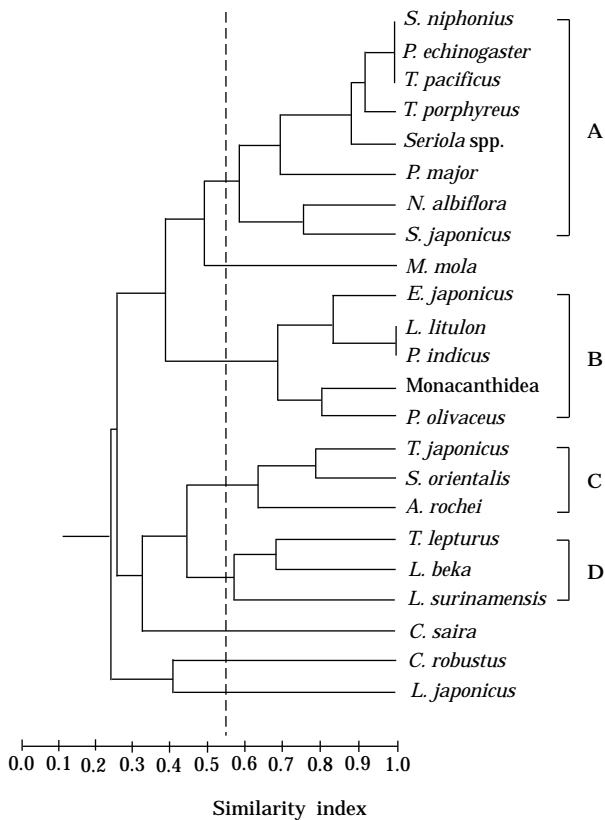 S. niphonius
P. echinogaster
T. pacificus
T. porphyreus
Seriola spp.
P. major
N. albiflora
S. japonicus
A
M. mola
E. japonicus
L. litulon
P. indicus
Monacanthidea
P. olivaceus
B
T. japonicus
S. orientalis
A. rochei
C
T. lepturus
L. beka
L. surinamensis
D
C. saira
C. robustus
L. japonicus
0.0 0.1 0.2 0.3 0.4 0.5 0.6 0.7 0.8 0.9 1.0
Similarity index